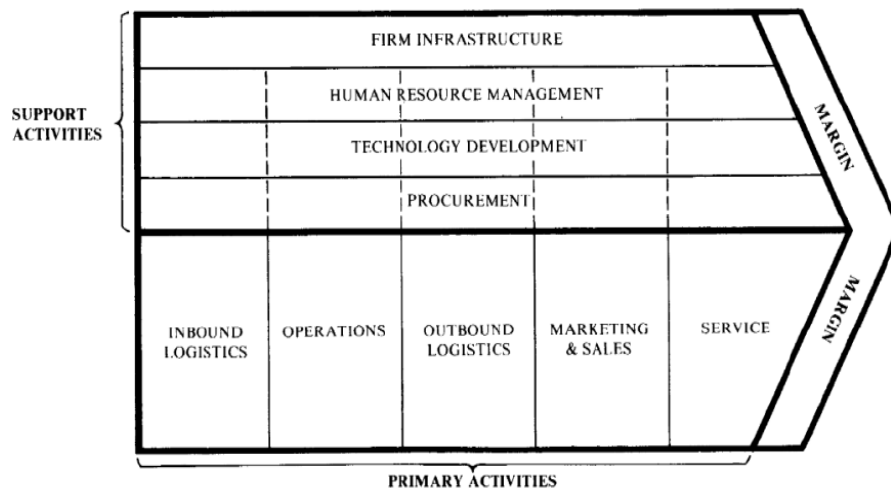 FIRM INFRASTRUCTURE
HUMAN RESOURCE MANAGEMENT
SUPPORT
ACTIVITIES
TECHNOLOGY DEVELOPMENT
PROCUREMENT
MARGIN
MARGIN
INBOUND
LOGISTICS
OPERATIONS
OUTBOUND
LOGISTICS
MARKETING
& SALES
SERVICE
PRIMARY ACTIVITIES